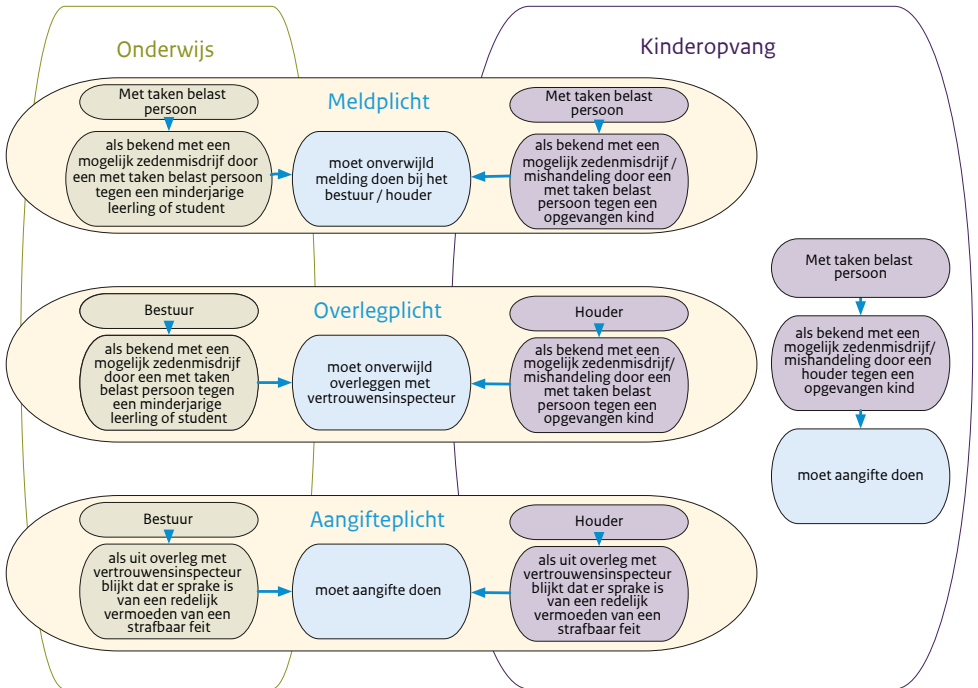 Onderwijs
Kinderopvang
Meldplicht
Met taken belast
persoon
als bekend met een
mogelijk zedenmisdrijf door
een met taken belast persoon
tegen een minderjarige
leerling of student
moet onverwijld
melding doen bij het
bestuur / houder
Met taken belast
persoon
als bekend met een
mogelijk zedenmisdrijf /
mishandeling door een
met taken belast
persoon tegen een
opgevangen kind
Overlegplicht
Bestuur
als bekend met een
mogelijk zedenmisdrijf
door een met taken
belast persoon tegen
een minderjarige
leerling of student
moet onverwijld
overleggen met
vertrouwensinspecteur
Houder
als bekend met een
mogelijk zedenmisdrijf/
mishandeling door een
met taken belast
persoon tegen een
opgevangen kind
Aangifteplicht
Bestuur
als uit overleg met
vertrouwensinspecteur
blijkt dat er sprake is
van een redelijk
vermoeden van een
strafbaar feit
moet aangifte doen
Houder
als uit overleg met
vertrouwensinspecteur
blijkt dat er sprake is
van een redelijk
vermoeden van een
strafbaar feit
Met taken belast
persoon
als bekend met een
mogelijk zedenmisdrijf/
mishandeling door een
houder tegen een
opgevangen kind
moet aangifte doen